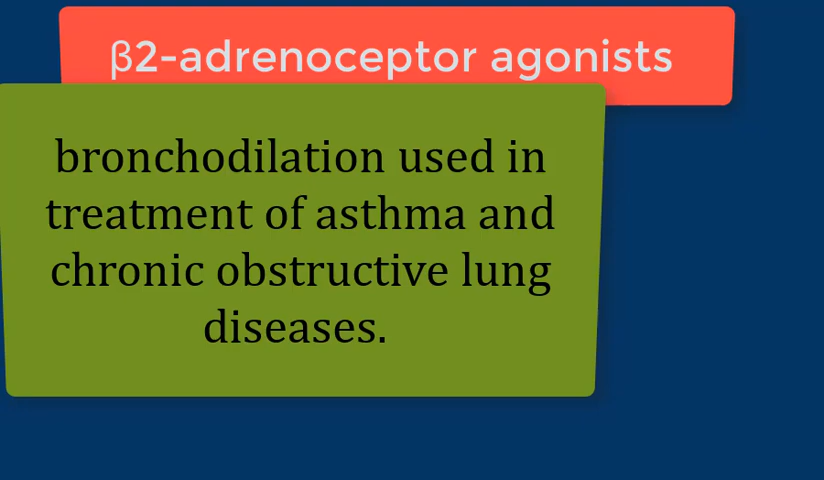 β2-adrenoceptor agonists
bronchodilation used in
treatment of asthma and
chronic obstructive lung
diseases.